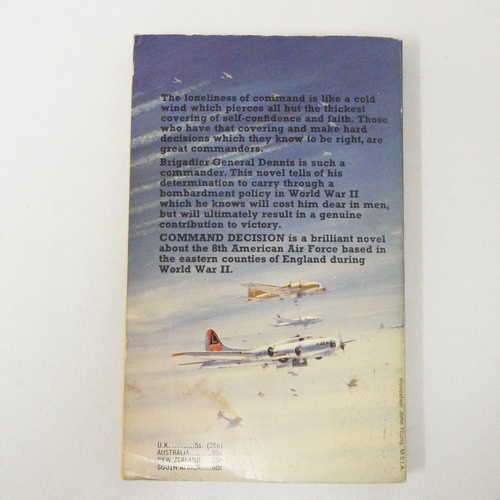 The loneliness of command is like a cold
wind which pierces all but the thickest
covering of self-confidence and faith. Those
who have that covering and make hard
decisions which they know to be right, are
great commanders.
Brigadier General Dennis is such a
commander. This novel tells of his
determination to carry through a
bombardment policy in World War II
which he knows will cost him dear in men,
but will ultimately result in a genuine
contribution to victory.
COMMAND DECISION is a brilliant novel
about the 8th American Air Force based in
the eastern counties of England during
World War II.
U.K.
AUSTRALIA
NEW ZEALAND
SOUTH AFRICA